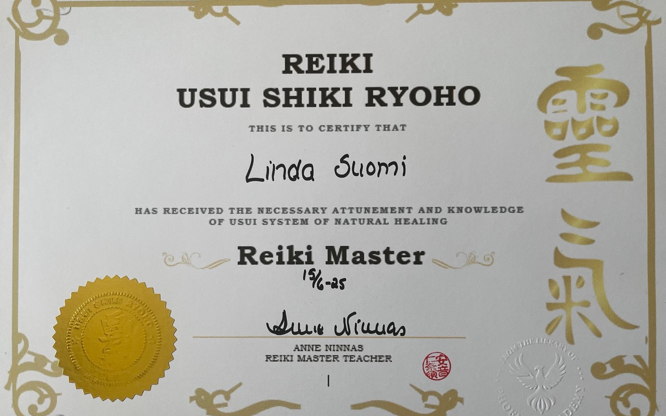 REIKI
USUI SHIKI RYOHO
THIS IS TO CERTIFY THAT
Linda Suomi
HAS RECEIVED THE NECESSARY ATTUNEMENT AND KNOWLEDGE
OF USUI SYSTEM OF NATURAL HEALING
Reiki Master
15/6-25
Anne Ninnas
ANNE NINNAS
REIKI MASTER TEACHER
靈
氣